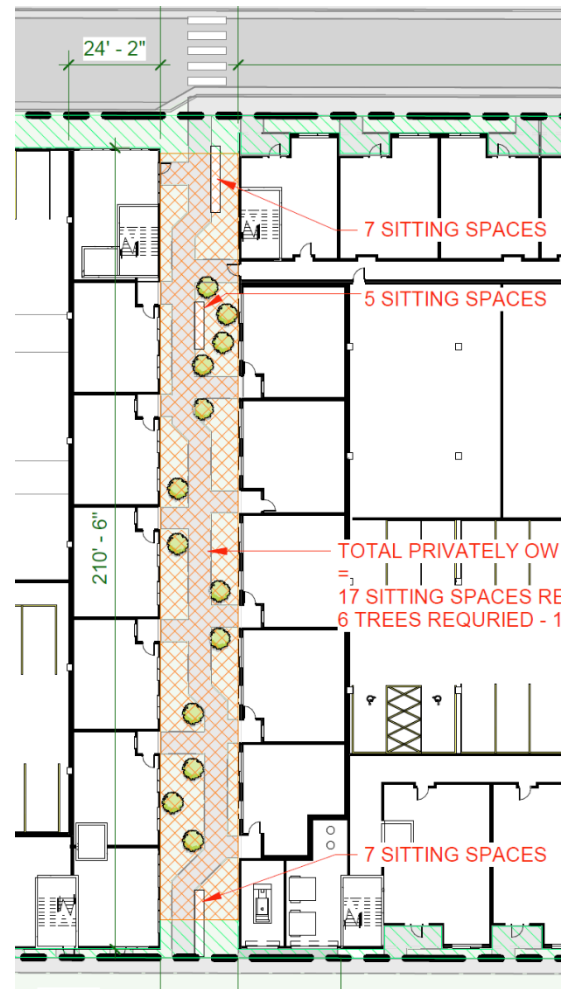 24' - 2"
7 SITTING SPACES
5 SITTING SPACES
210' - 6"
TOTAL PRIVATELY OW
=
17 SITTING SPACES RE
6 TREES REQURIED - 1
7 SITTING SPACES